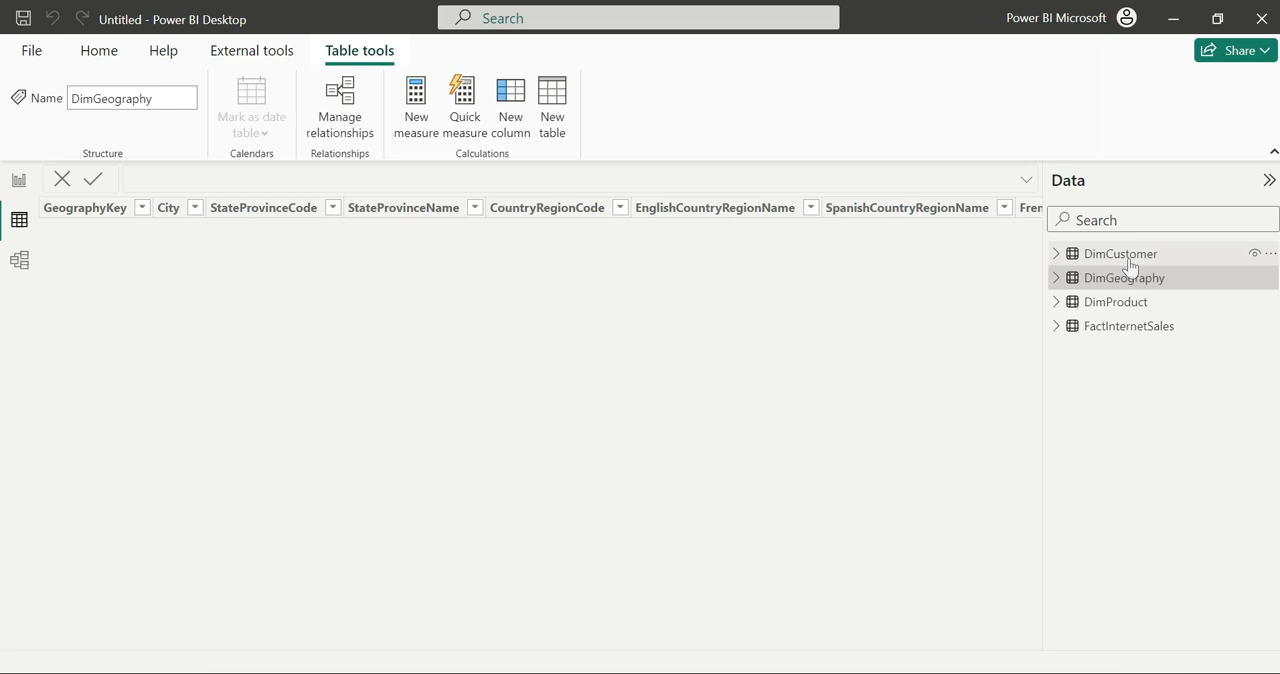 Untitled - Power BI Desktop
Search
Power BI Microsoft
File
Home
Help
External tools
Table tools
Share
Name
DimGeography
Mark as date
table
Manage
relationships
New
measure
Quick
measure
New
column
New
table
Structure
Calendars
Relationships
Calculations
GeographyKey
City
StateProvinceCode
StateProvinceName
CountryRegionCode
EnglishCountryRegionName
SpanishCountryRegionName
Fren
Data
Search
DimCustomer
DimGeography
DimProduct
FactInternetSales